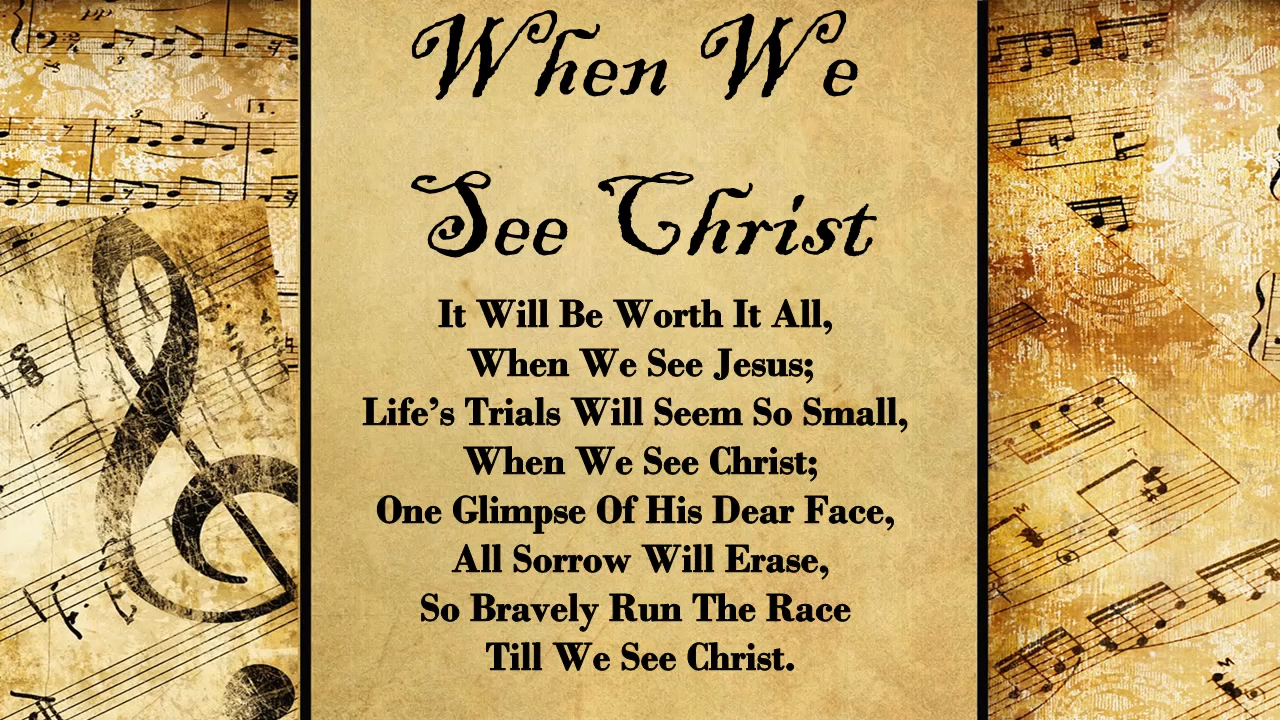 When We
See Christ
It Will Be Worth It All,
When We See Jesus;
Life’s Trials Will Seem So Small,
When We See Christ;
One Glimpse Of His Dear Face,
All Sorrow Will Erase,
So Bravely Run The Race
Till We See Christ.